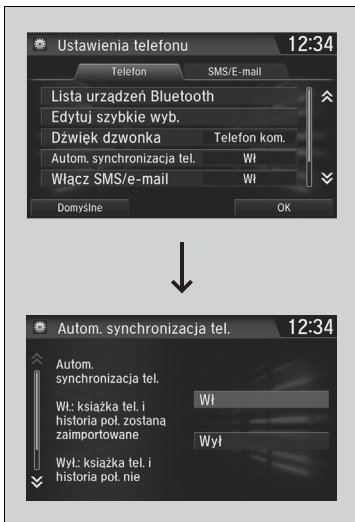 Ustawienia telefonu 12:34
Telefon SMS/E-mail
Lista urządzeń Bluetooth
Edytuj szybkie wyb.
Dźwięk dzwonka Telefon kom.
Autom. synchronizacja tel. Wł
Włącz SMS/e-mail Wł
Domyślne OK
Autom. synchronizacja tel. 12:34
Autom.
synchronizacja tel.
Wł.: książka tel. i
historia poł. zostaną
zaimportowane
Wył.: książka tel. i
historia poł. nie
Wł
Wył